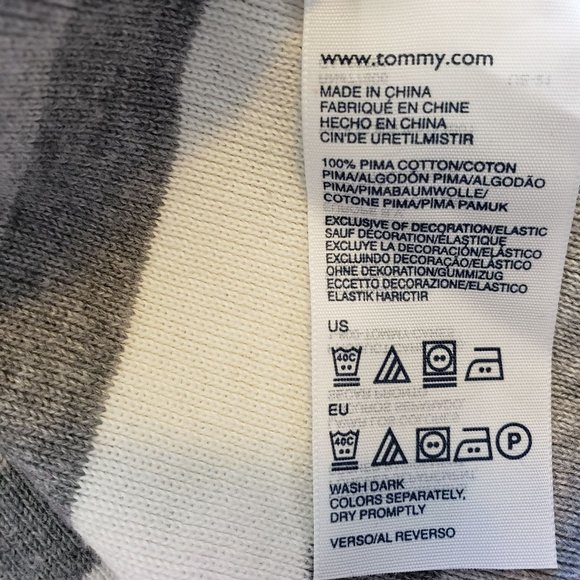 www.tommy.com
MADE IN CHINA
FABRIQUÉ EN CHINE
HECHO EN CHINA
CIN'DE URETILMISTIR
100% PIMA COTTON/COTON
PIMA/ALGODÓN PIMA/ALGODÃO
PIMA/PIMABAUMWOLLE/
COTONE PIMA/PİMA PAMUK
EXCLUSIVE OF DECORATION/ELASTIC
SAUF DÉCORATION/ÉLASTIQUE
EXCLUYE LA DECORACIÓN/ELÁSTICO
EXCLUINDO DECORAÇÃO/ELÁSTICO
OHNE DEKORATION/GUMMIZUG
ECCETTO DECORAZIONE/ELASTICO
ELASTIK HARICTIR
US
40C
EU
40C P
WASH DARK
COLORS SEPARATELY,
DRY PROMPTLY
VERSO/AL REVERSO